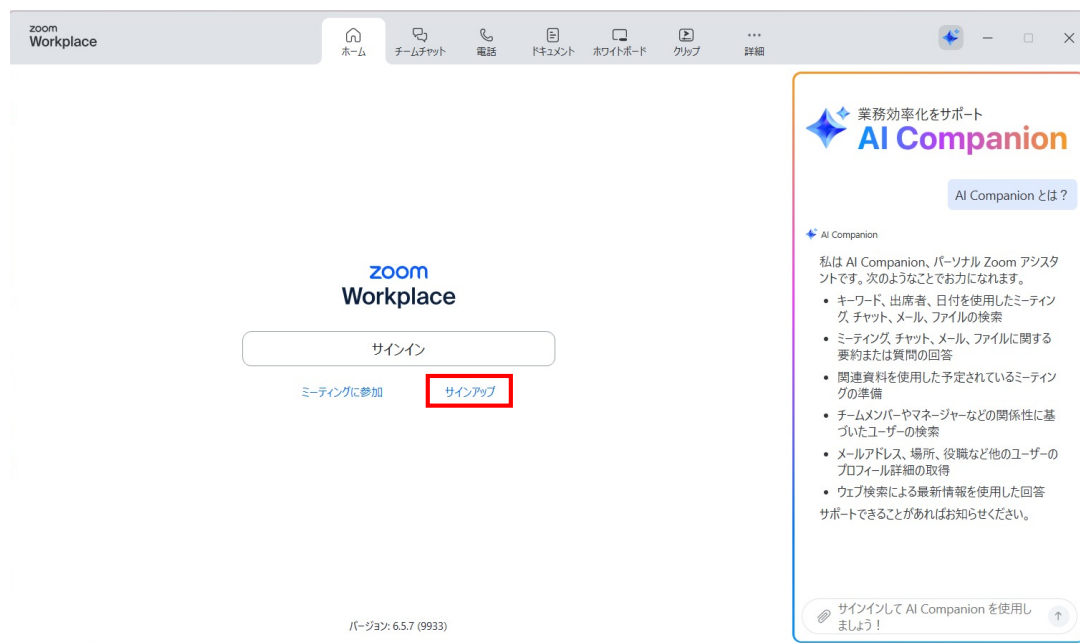 zoom
Workplace
ホーム
チームチャット
電話
ドキュメント
ホワイトボード
クリップ
詳細
zoom
Workplace
サインイン
ミーティングに参加
サインアップ
バージョン: 6.5.7 (9933)
業務効率化をサポート
AI Companion
AI Companion とは？
AI Companion
私は AI Companion、パーソナル Zoom アシスタ
ントです。次のようなことでお力になれます。
• キーワード、出席者、日付を使用したミーティン
グ、チャット、メール、ファイルの検索
• ミーティング、チャット、メール、ファイルに関する
要約または質問の回答
• 関連資料を使用した予定されているミーティン
グの準備
• チームメンバーやマネージャーなどの関係性に基
づいたユーザーの検索
• メールアドレス、場所、役職など他のユーザーの
プロフィール詳細の取得
• ウェブ検索による最新情報を使用した回答
サポートできることがあればお知らせください。
サインインして AI Companion を使用し
ましょう！